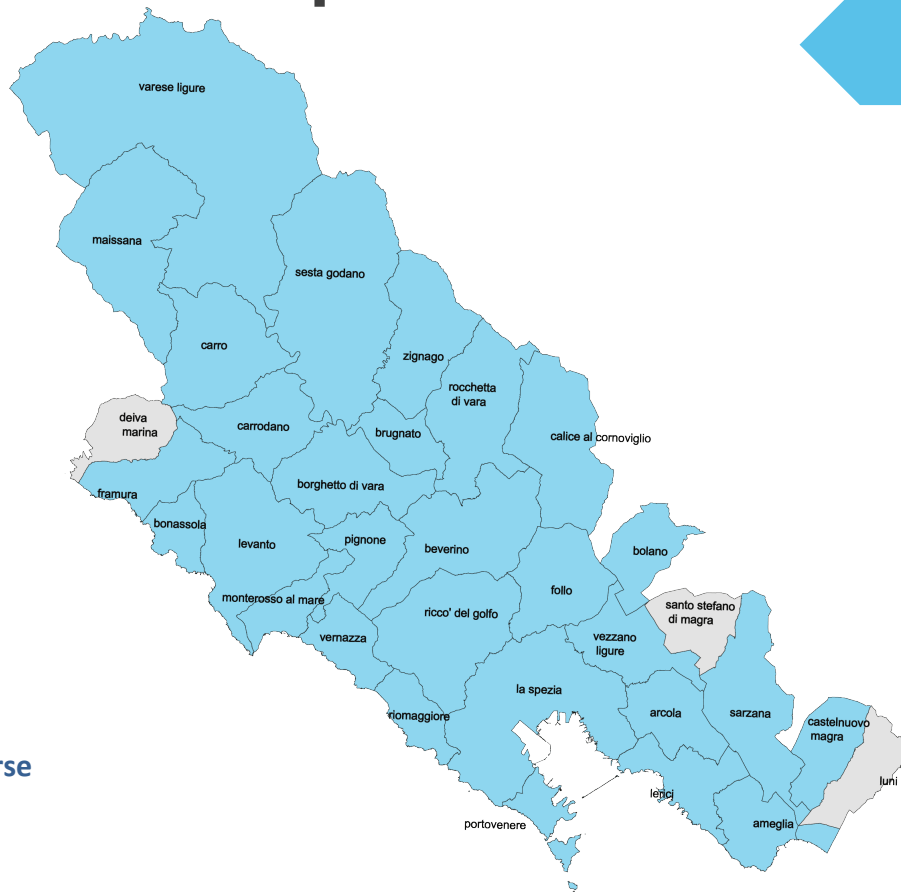 varese ligure
maissana
sesta godano
carro
zignago
rocchetta
di vara
deiva
marina
carrodano
brugnato
calice al cornoviglio
borghetto di vara
framura
bonassola
levanto
pignone
beverino
bolano
follo
monterosso al mare
ricco' del golfo
santo stefano
di magra
vernazza
vezzano
ligure
la spezia
riomaggiore
arcola
sarzana
castelnuovo
magra
rse
luni
lerici
portovenere
ameglia